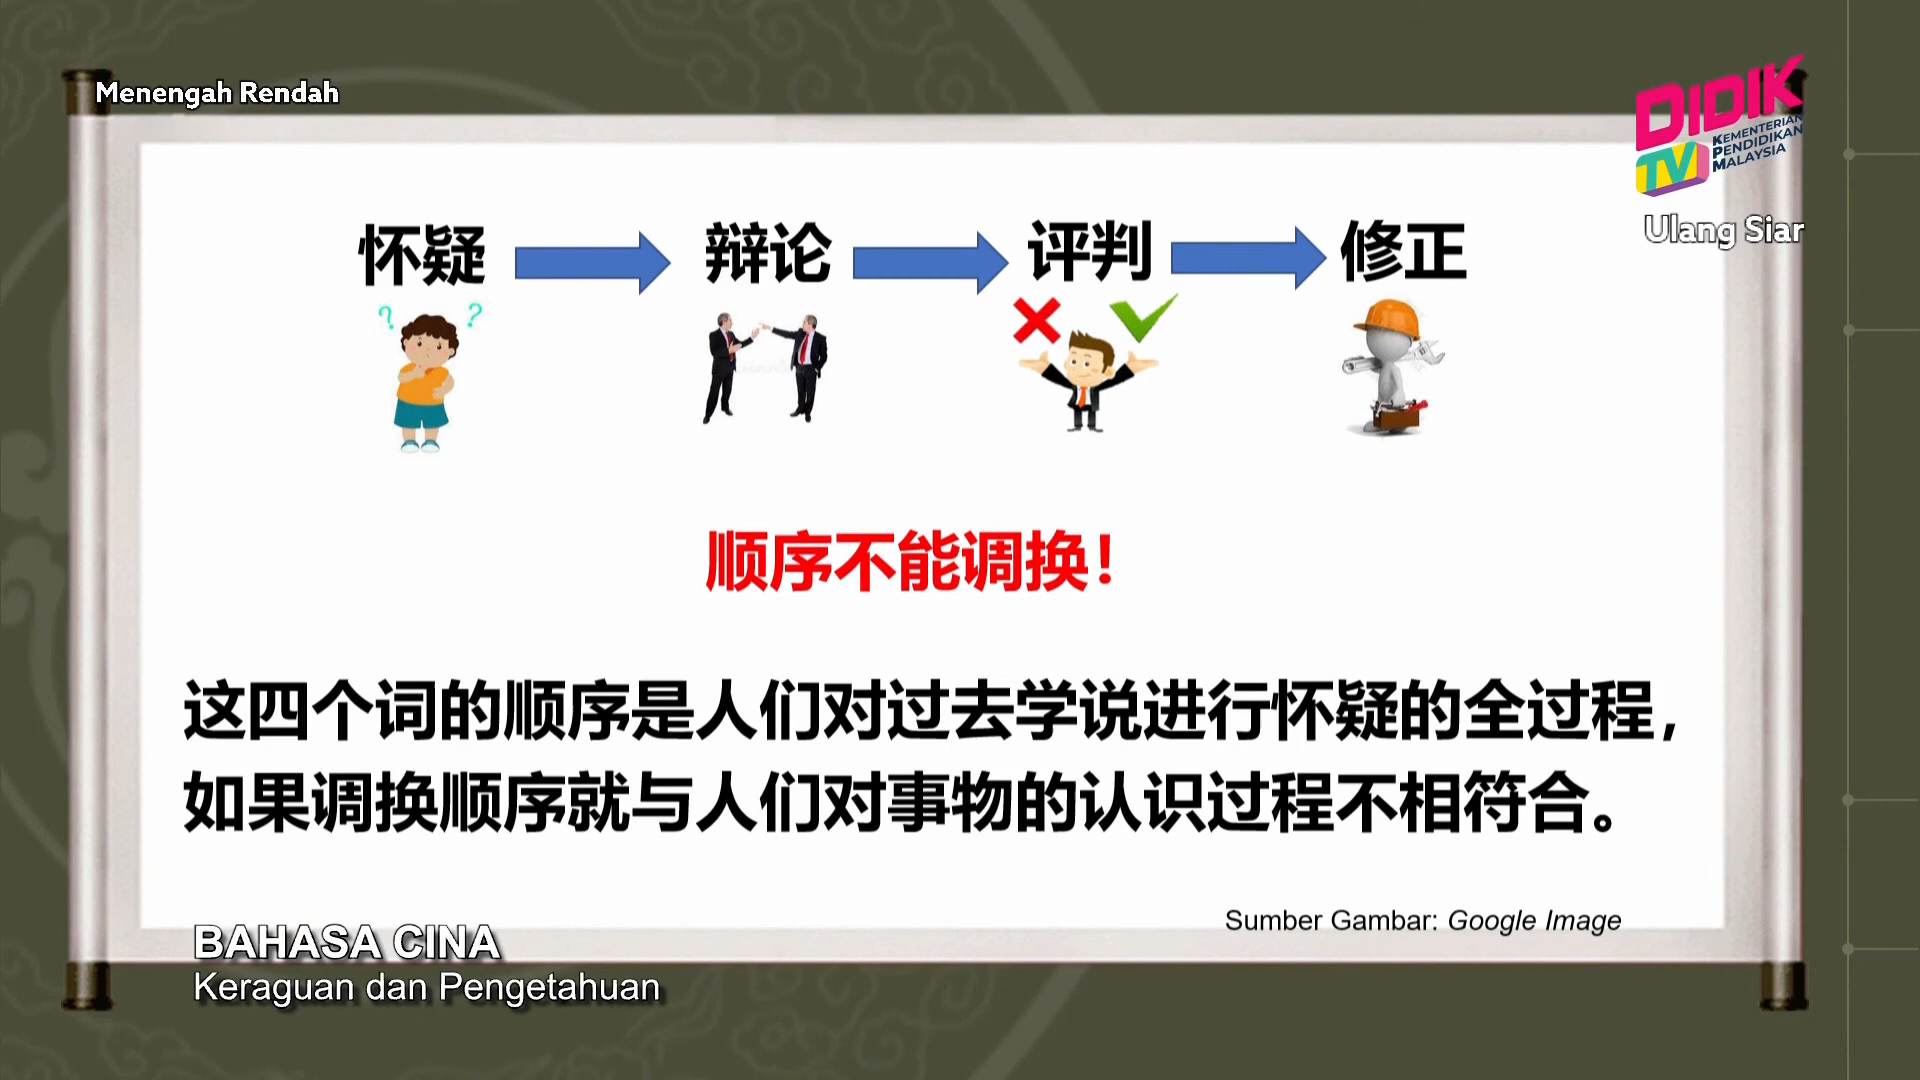 Menengah Rendah
DIDIK
TV
KEMENTERIAN
PENDIDIKAN
MALAYSIA
Ulang Siar
怀疑 辩论 评判 修正
? ?
顺序不能调换！
这四个词的顺序是人们对过去学说进行怀疑的全过程，
如果调换顺序就与人们对事物的认识过程不相符合。
Sumber Gambar: Google Image
BAHASA CINA
Keraguan dan Pengetahuan